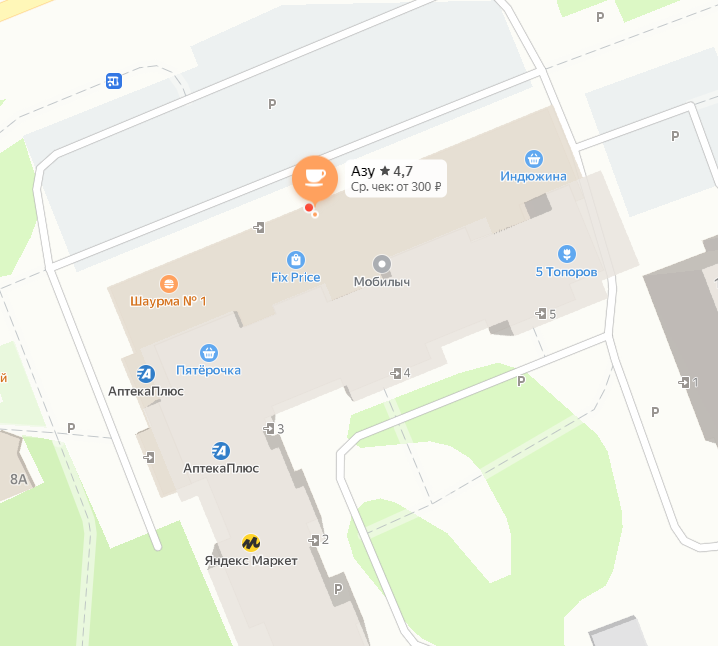 P
P
P
Азу ★ 4,7
Ср. чек: от 300 ₽
Индюжина
5 Топоров
Fix Price
Мобилыч
Шаурма № 1
5
Пятёрочка
4
1
й
АптекаПлюс
P
P
P
3
АптекаПлюс
8А
2
Яндекс Маркет
P